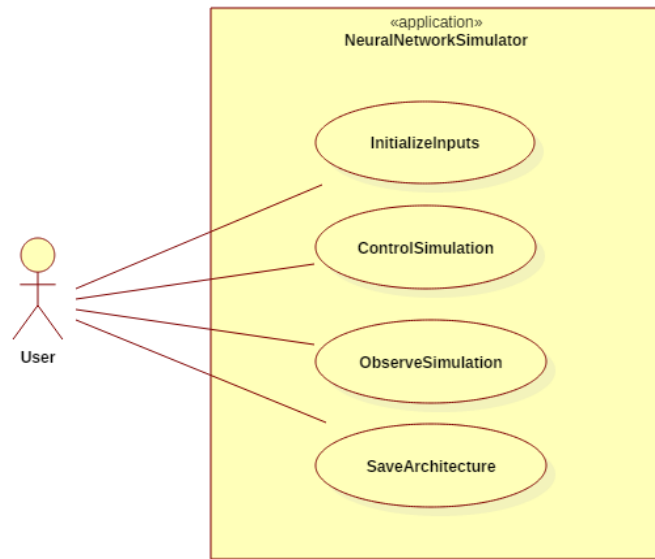 «application»
NeuralNetworkSimulator
InitializeInputs
ControlSimulation
User
ObserveSimulation
SaveArchitecture